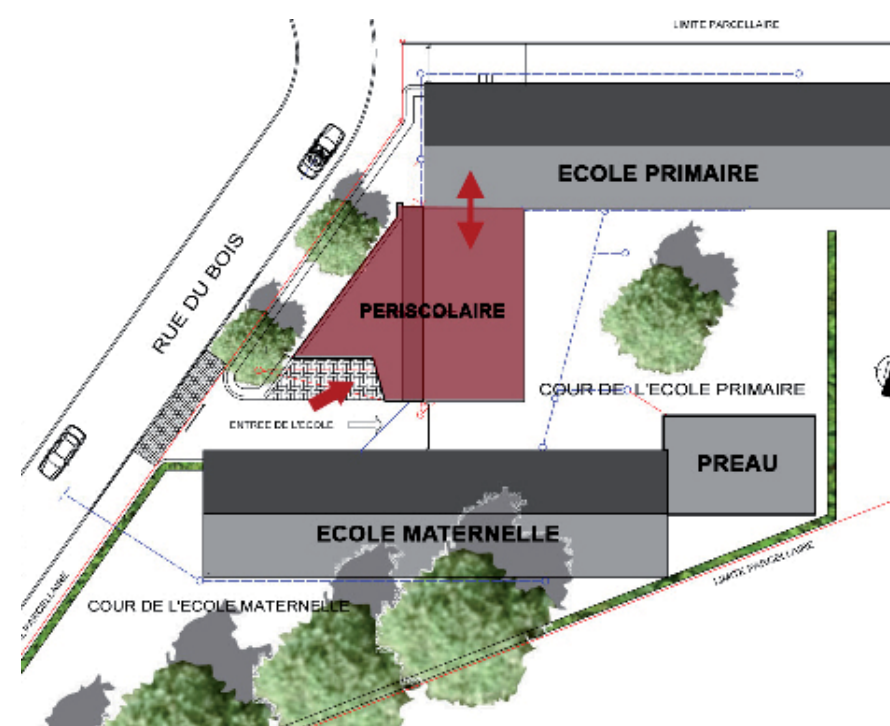 LIMITE PARCELLAIRE
ECOLE PRIMAIRE
RUE DU BOIS
PERISCOLAIRE
COUR DE L'ECOLE PRIMAIRE
ENTREE DE L'ECOLE
PREAU
ECOLE MATERNELLE
LIMITE PARCELLAIRE
COUR DE L'ECOLE MATERNELLE
PARCELLAIRE